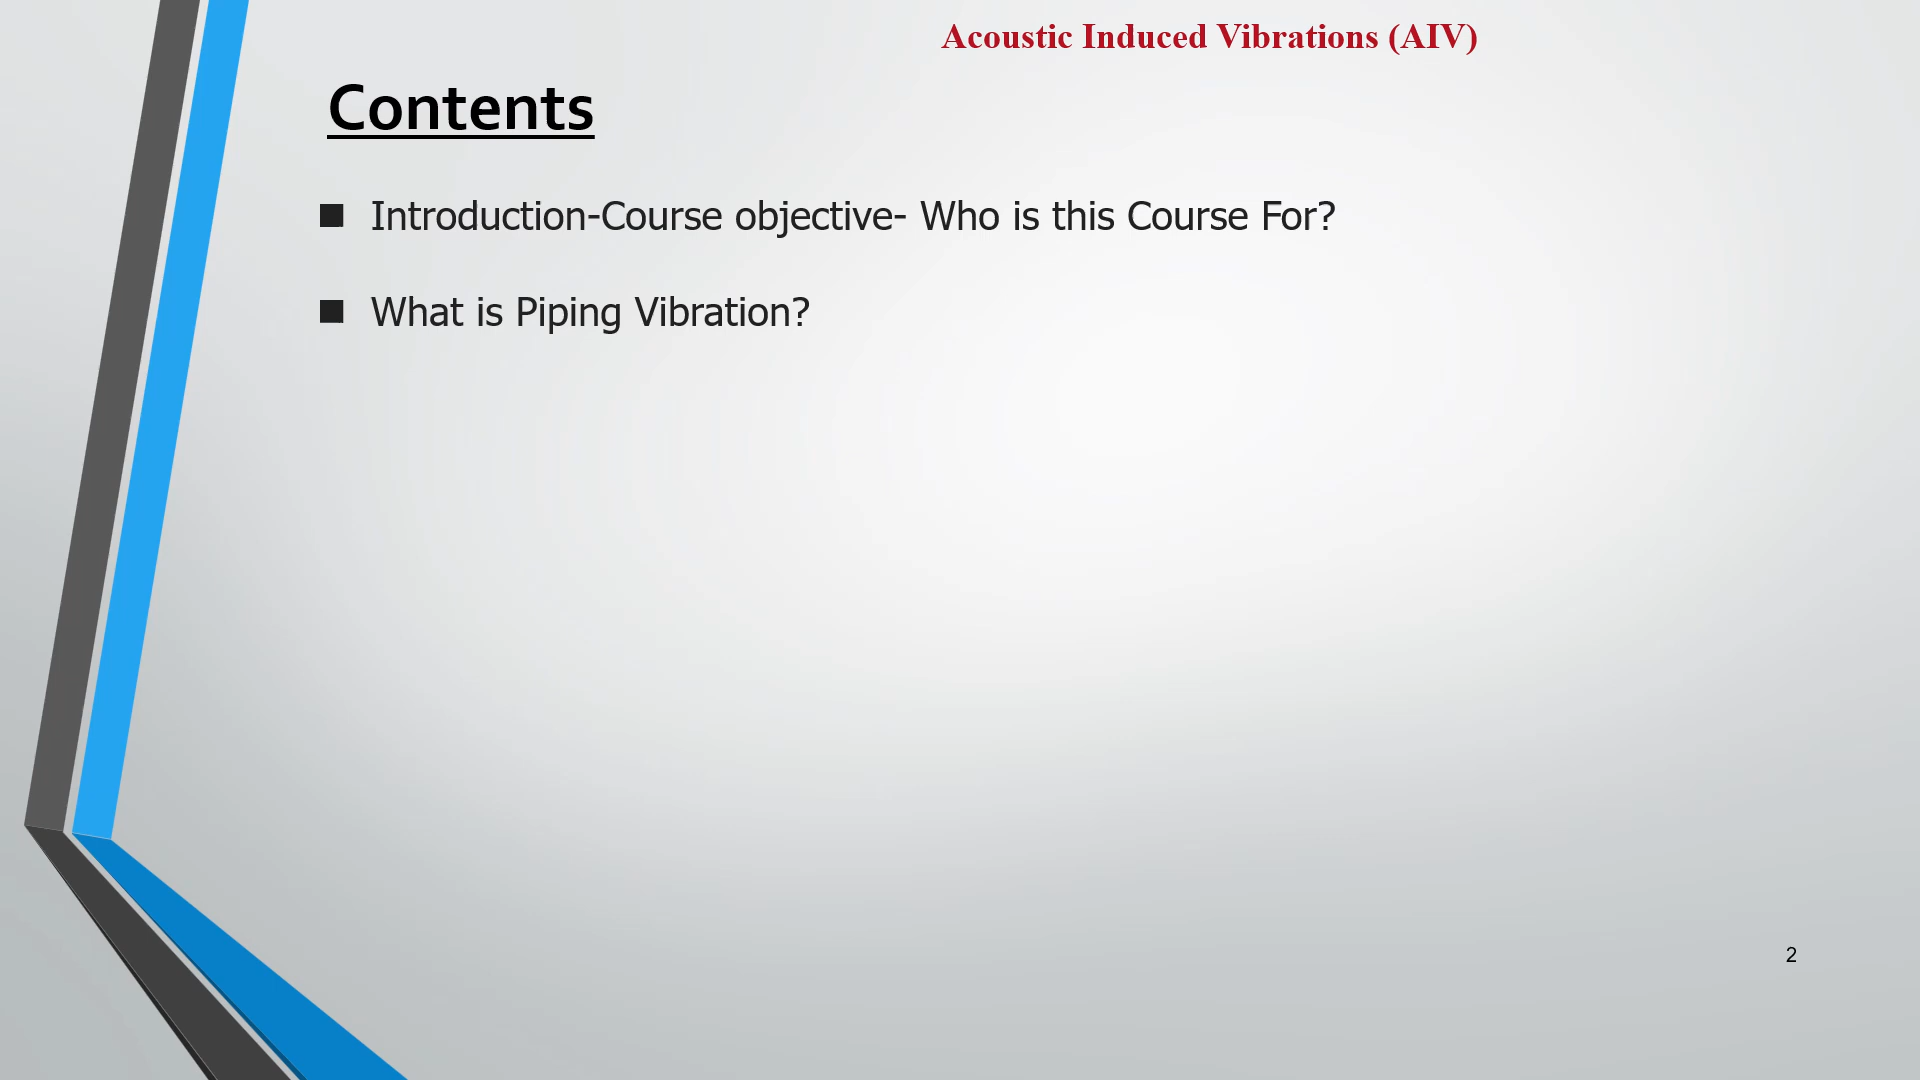 Acoustic Induced Vibrations (AIV)
Contents
Introduction-Course objective- Who is this Course For?
What is Piping Vibration?
2